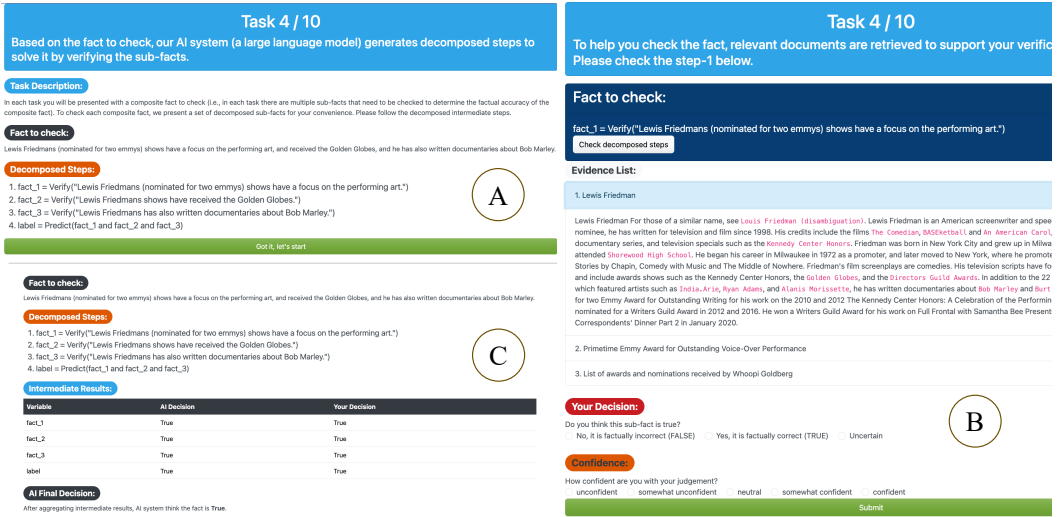 Task 4 / 10
Based on the fact to check, our AI system (a large language model) generates decomposed steps to
solve it by verifying the sub-facts.
Task Description:
In each task you will be presented with a composite fact to check (i.e., in each task there are multiple sub-facts that need to be checked to determine the factual accuracy of the
composite fact). To check each composite fact, we present a set of decomposed sub-facts for your convenience. Please follow the decomposed intermediate steps.
Fact to check:
Lewis Friedmans (nominated for two emmys) shows have a focus on the performing art, and received the Golden Globes, and he has also written documentaries about Bob Marley.
Decomposed Steps:
1. fact_1 = Verify("Lewis Friedmans (nominated for two emmys) shows have a focus on the performing art.")
2. fact_2 = Verify("Lewis Friedmans shows have received the Golden Globes.")
3. fact_3 = Verify("Lewis Friedmans has also written documentaries about Bob Marley.")
4. label = Predict(fact_1 and fact_2 and fact_3)
A
Got it, let's start
Fact to check:
Lewis Friedmans (nominated for two emmys) shows have a focus on the performing art, and received the Golden Globes, and he has also written documentaries about Bob Marley.
Decomposed Steps:
1. fact_1 = Verify("Lewis Friedmans (nominated for two emmys) shows have a focus on the performing art.")
2. fact_2 = Verify("Lewis Friedmans shows have received the Golden Globes.")
3. fact_3 = Verify("Lewis Friedmans has also written documentaries about Bob Marley.")
4. label = Predict(fact_1 and fact_2 and fact_3)
C
Intermediate Results:
Variable AI Decision Your Decision
fact_1 True True
fact_2 True True
fact_3 True True
label True True
AI Final Decision:
After aggregating intermediate results, AI system think the fact is True.
Task 4 / 10
To help you check the fact, relevant documents are retrieved to support your verific
Please check the step-1 below.
Fact to check:
fact_1 = Verify("Lewis Friedmans (nominated for two emmys) shows have a focus on the performing art.")
Check decomposed steps
Evidence List:
1. Lewis Friedman
Lewis Friedman For those of a similar name, see Louis Friedman (disambiguation). Lewis Friedman is an American screenwriter and spee
nominee, he has written for television and film since 1998. His credits include the films The Comedian, BASEketball and An American Carol,
documentary series, and television specials such as the Kennedy Center Honors. Friedman was born in New York City and grew up in Milwa
attended Shorewood High School. He began his career in Milwaukee in 1972 as a promoter, and later moved to New York, where he promote
Stories by Chapin, Comedy with Music and The Middle of Nowhere. Friedman's film screenplays are comedies. His television scripts have fo
and include awards shows such as the Kennedy Center Honors, the Golden Globes, and the Directors Guild Awards. In addition to the 22
which featured artists such as India.Arie, Ryan Adams, and Alanis Morissette, he has written documentaries about Bob Marley and Burt
for two Emmy Award for Outstanding Writing for his work on the 2010 and 2012 The Kennedy Center Honors: A Celebration of the Performin
nominated for a Writers Guild Award in 2012 and 2016. He won a Writers Guild Award for his work on Full Frontal with Samantha Bee Present
Correspondents' Dinner Part 2 in January 2020.
2. Primetime Emmy Award for Outstanding Voice-Over Performance
3. List of awards and nominations received by Whoopi Goldberg
Your Decision:
Do you think this sub-fact is true?
No, it is factually incorrect (FALSE) Yes, it is factually correct (TRUE) Uncertain
B
Confidence:
How confident are you with your judgement?
unconfident somewhat unconfident neutral somewhat confident confident
Submit